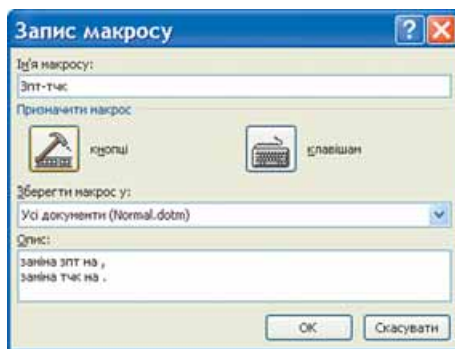 Запис макросу
Ім'я макросу:
Зпт-тчк
Призначити макрос
кнопці
клавішам
Зберегти макрос у:
Усі документи (Normal.dotm)
Опис:
заміна зпт на ,
заміна тчк на .
ОК
Скасувати